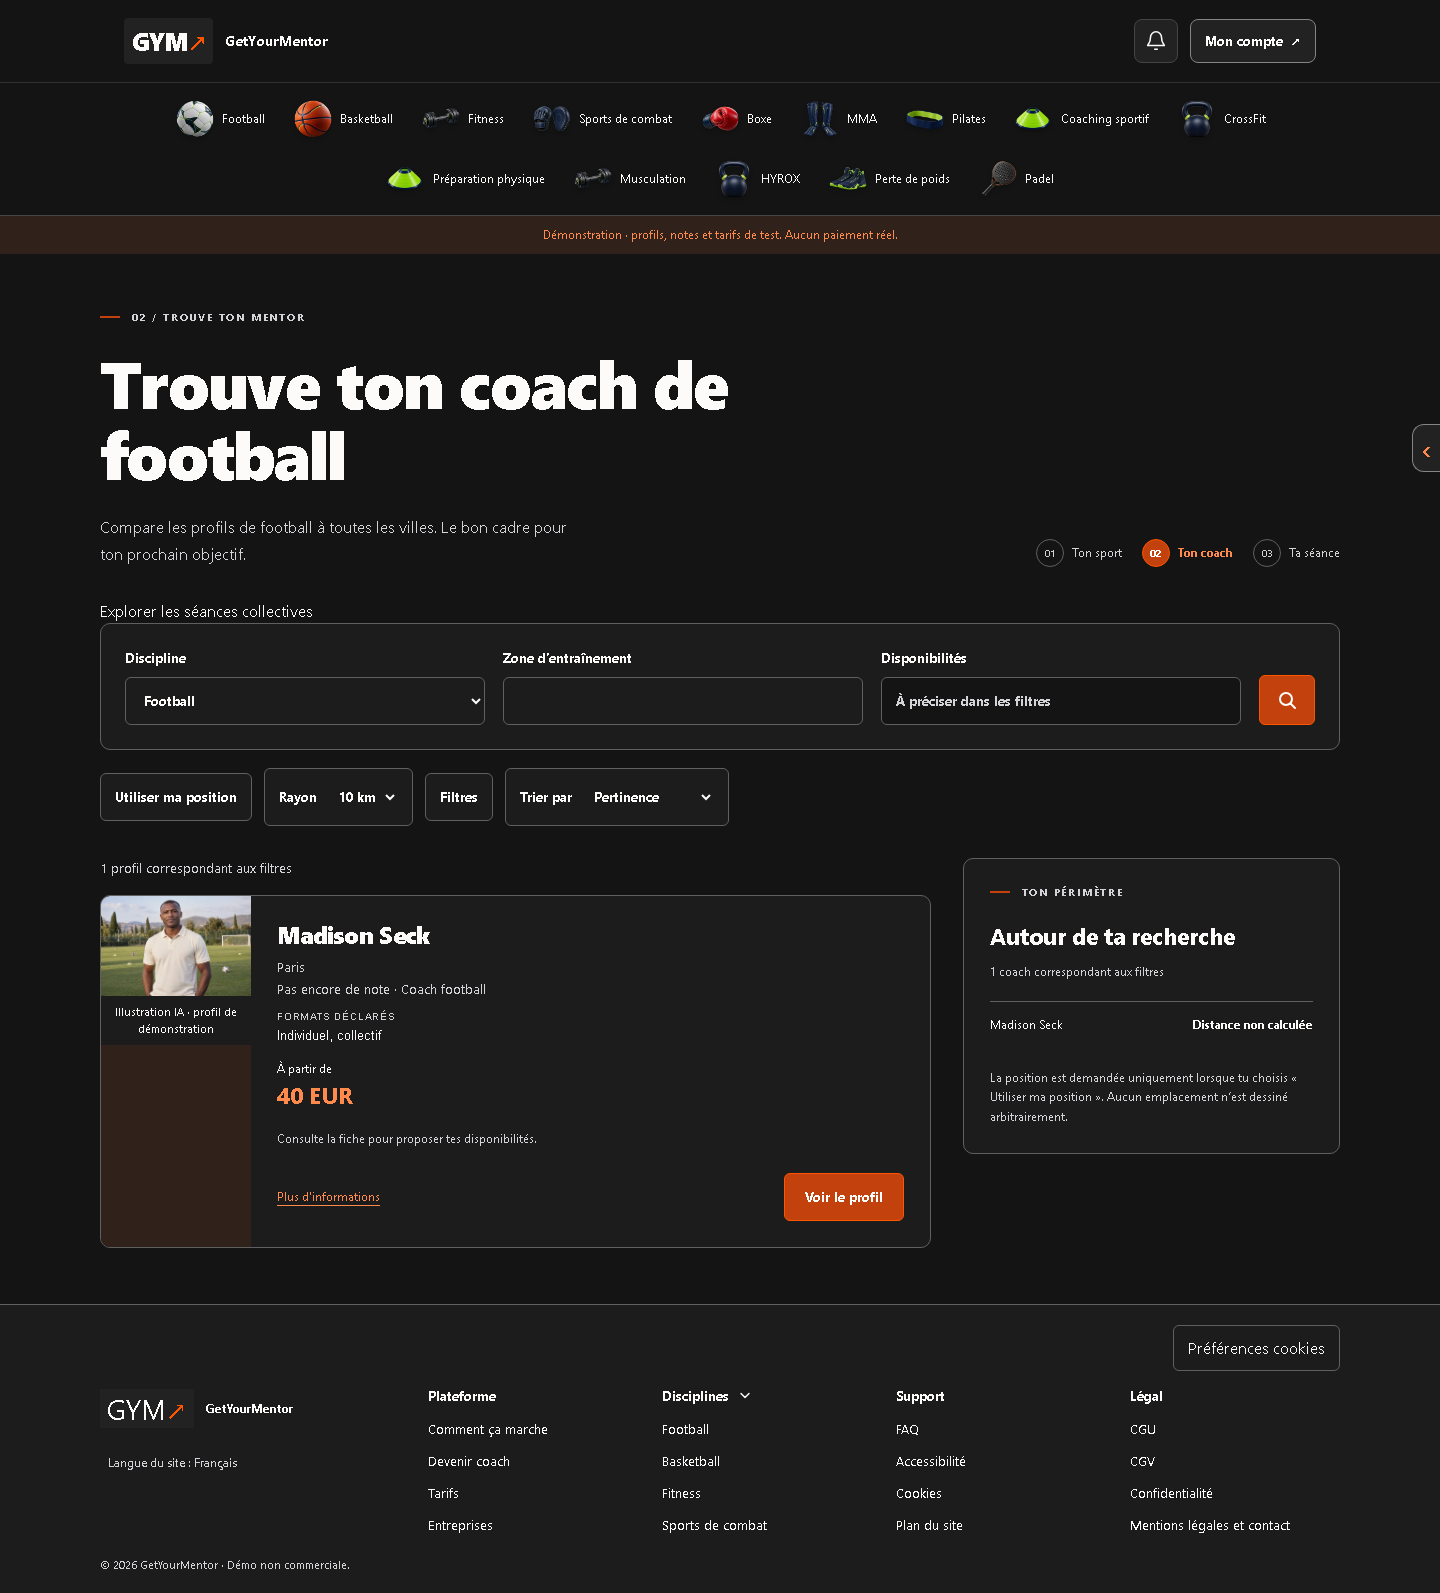 GYM↗ GetYourMentor
Mon compte ↗
Football Basketball Fitness Sports de combat Boxe MMA Pilates Coaching sportif CrossFit
Préparation physique Musculation HYROX Perte de poids Padel
Démonstration · profils, notes et tarifs de test. Aucun paiement réel.
02 / TROUVE TON MENTOR
Trouve ton coach de
football
Compare les profils de football à toutes les villes. Le bon cadre pour
ton prochain objectif.
01 Ton sport 02 Ton coach 03 Ta séance
Explorer les séances collectives
Discipline Zone d'entraînement Disponibilités
Football À préciser dans les filtres
Utiliser ma position Rayon 10 km Filtres Trier par Pertinence
1 profil correspondant aux filtres
Illustration IA · profil de
démonstration
Madison Seck
Paris
Pas encore de note · Coach football
FORMATS DÉCLARÉS
Individuel, collectif
À partir de
40 EUR
Consulte la fiche pour proposer tes disponibilités.
Plus d'informations Voir le profil
TON PÉRIMÈTRE
Autour de ta recherche
1 coach correspondant aux filtres
Madison Seck Distance non calculée
La position est demandée uniquement lorsque tu choisis «
Utiliser ma position ». Aucun emplacement n'est dessiné
arbitrairement.
Préférences cookies
GYM↗ GetYourMentor
Langue du site : Français
Plateforme
Comment ça marche
Devenir coach
Tarifs
Entreprises
Disciplines
Football
Basketball
Fitness
Sports de combat
Support
FAQ
Accessibilité
Cookies
Plan du site
Légal
CGU
CGV
Confidentialité
Mentions légales et contact
© 2026 GetYourMentor · Démo non commerciale.